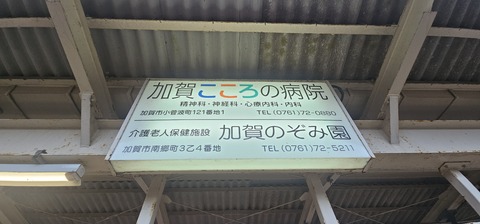 加賀こころの病院
精神科・神経科・心療内科・内科
加賀市小菅波町121番地1 TEL (0761)72-0880
介護老人保健施設 加賀のぞみ園
加賀市南郷町3乙4番地 TEL (0761)72-5211